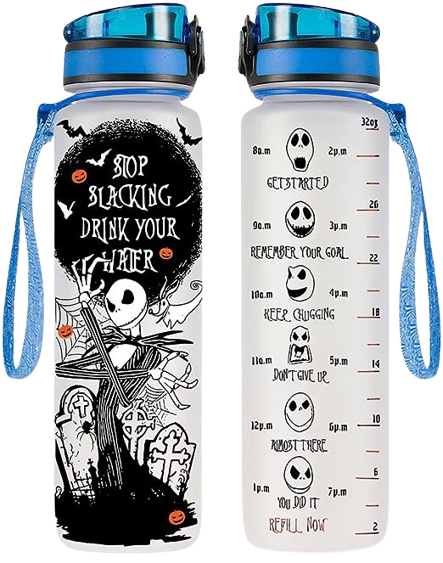 STOP
SLACKING
DRINK YOUR
WATER
32oz
8a.m 2p.m
GET STARTED
26
9a.m 3p.m
REMEMBER YOUR GOAL
22
10a.m 4p.m
KEEP CHUGGING
18
11a.m 5p.m
14
DON'T GIVE UP
10
12p.m 6p.m
ALMOST THERE
6
1p.m 7p.m
YOU DID IT
REFILL NOW
2